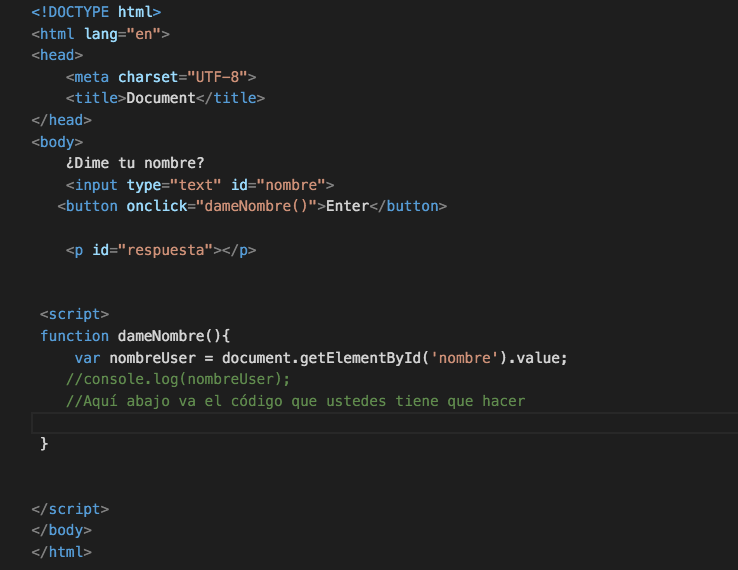 <!DOCTYPE html>
<html lang="en">
<head>
    <meta charset="UTF-8">
    <title>Document</title>
</head>
<body>
    ¿Dime tu nombre?
    <input type="text" id="nombre">
   <button onclick="dameNombre()">Enter</button>
    <p id="respuesta"></p>
 <script>
 function dameNombre(){
     var nombreUser = document.getElementById('nombre').value;
    //console.log(nombreUser);
    //Aquí abajo va el código que ustedes tiene que hacer
 }
</script>
</body>
</html>